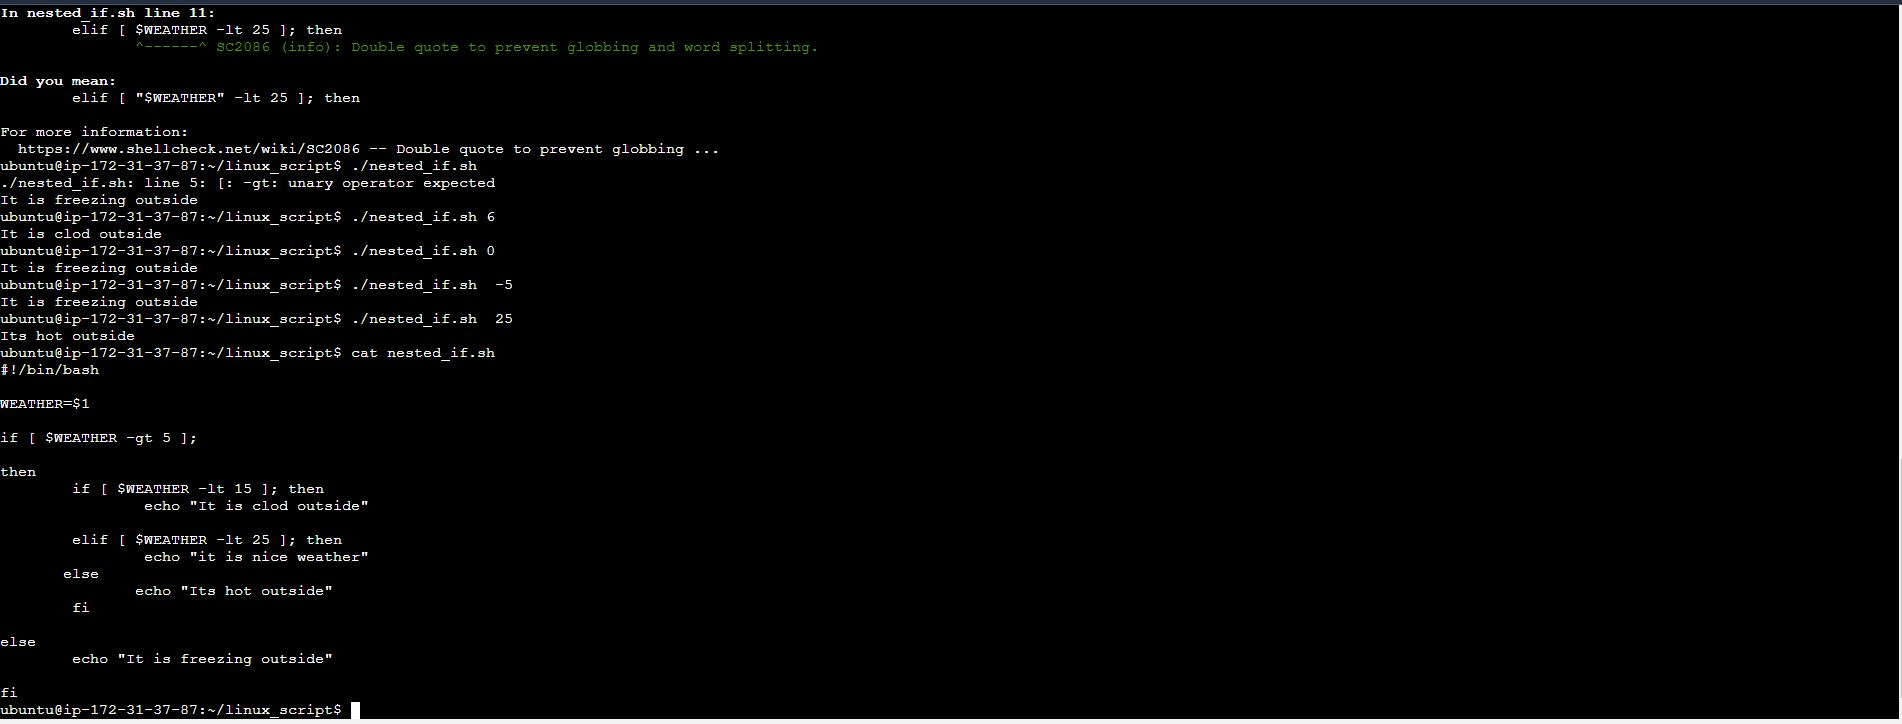 In nested_if.sh line 11:
        elif [ $WEATHER -lt 25 ]; then
               ^------^ SC2086 (info): Double quote to prevent globbing and word splitting.
Did you mean:
        elif [ "$WEATHER" -lt 25 ]; then
For more information:
  https://www.shellcheck.net/wiki/SC2086 -- Double quote to prevent globbing ...
ubuntu@ip-172-31-37-87:~/linux_script$ ./nested_if.sh
./nested_if.sh: line 5: [: -gt: unary operator expected
It is freezing outside
ubuntu@ip-172-31-37-87:~/linux_script$ ./nested_if.sh 6
It is clod outside
ubuntu@ip-172-31-37-87:~/linux_script$ ./nested_if.sh 0
It is freezing outside
ubuntu@ip-172-31-37-87:~/linux_script$ ./nested_if.sh  -5
It is freezing outside
ubuntu@ip-172-31-37-87:~/linux_script$ ./nested_if.sh  25
Its hot outside
ubuntu@ip-172-31-37-87:~/linux_script$ cat nested_if.sh
#!/bin/bash
WEATHER=$1
if [ $WEATHER -gt 5 ];
then
        if [ $WEATHER -lt 15 ]; then
                echo "It is clod outside"
        elif [ $WEATHER -lt 25 ]; then
                echo "it is nice weather"
       else
               echo "Its hot outside"
        fi
else
        echo "It is freezing outside"
fi
ubuntu@ip-172-31-37-87:~/linux_script$